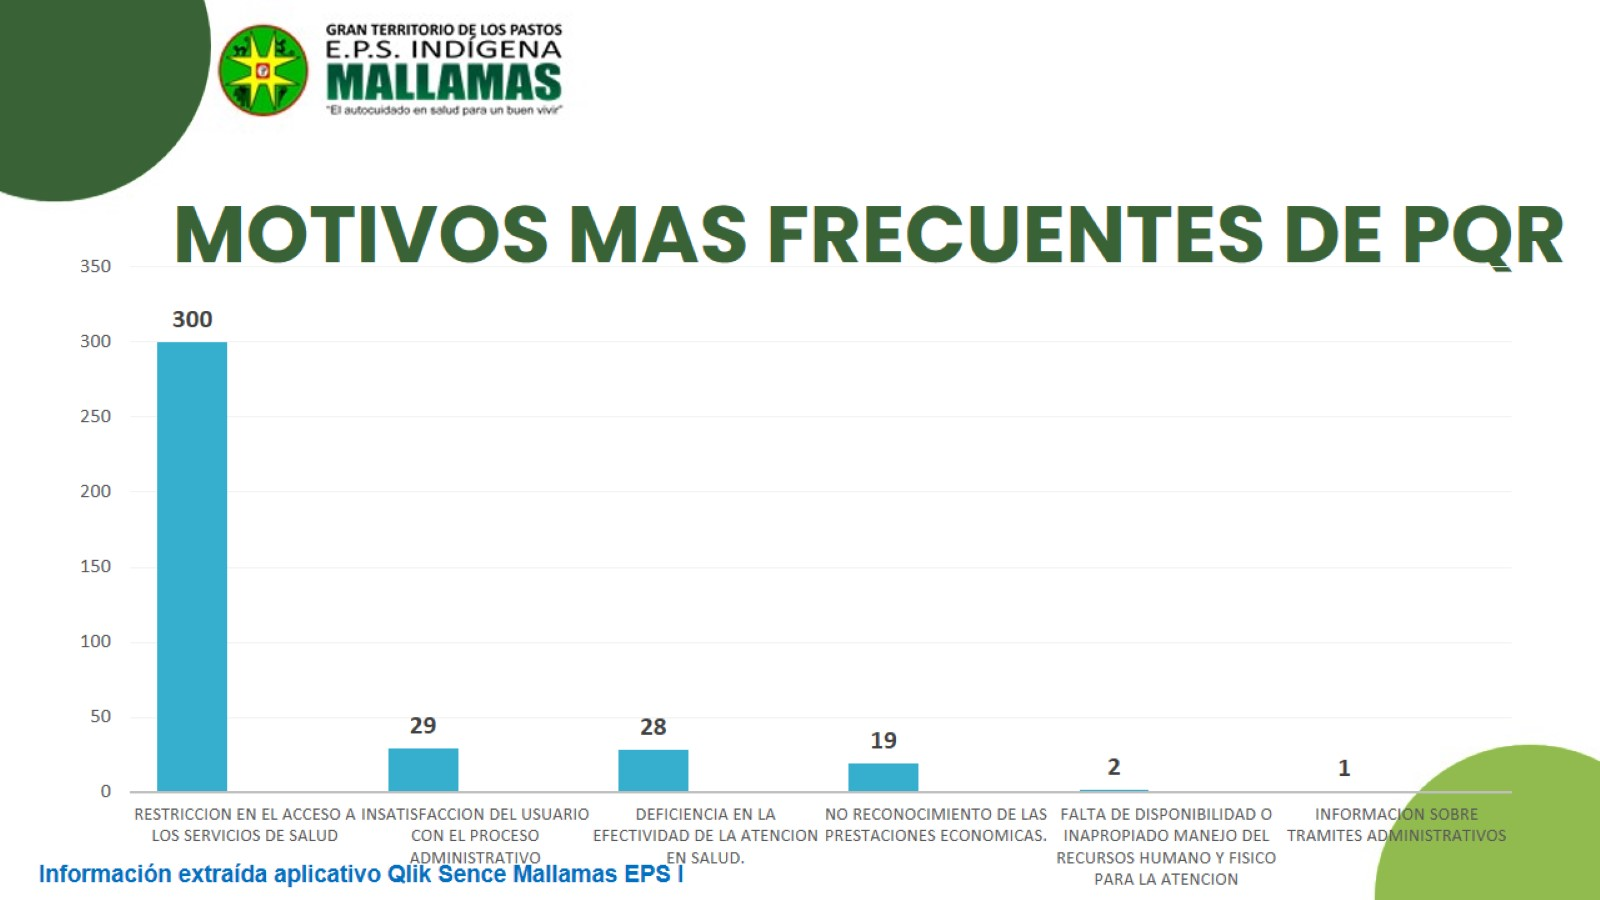 GRAN TERRITORIO DE LOS PASTOS
E.P.S. INDÍGENA
MALLAMAS
"El autocuidado en salud para un buen vivir"
MOTIVOS MAS FRECUENTES DE PQR
350
300
250
200
150
100
50
0
300
29
28
19
2
1
RESTRICCION EN EL ACCESO A
LOS SERVICIOS DE SALUD
INSATISFACCION DEL USUARIO
CON EL PROCESO
ADMINISTRATIVO
DEFICIENCIA EN LA
EFECTIVIDAD DE LA ATENCION
EN SALUD.
NO RECONOCIMIENTO DE LAS
PRESTACIONES ECONOMICAS.
FALTA DE DISPONIBILIDAD O
INAPROPIADO MANEJO DEL
RECURSOS HUMANO Y FISICO
PARA LA ATENCION
INFORMACION SOBRE
TRAMITES ADMINISTRATIVOS
Información extraída aplicativo Qlik Sence Mallamas EPS I